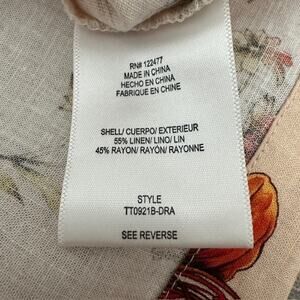 RN# 122477
MADE IN CHINA
HECHO EN CHINA
FABRIQUE EN CHINE
SHELL/ CUERPO/ EXTERIEUR
55% LINEN/ LINO/ LIN
45% RAYON/ RAYÓN/ RAYONNE
STYLE
TT0921B-DRA
SEE REVERSE